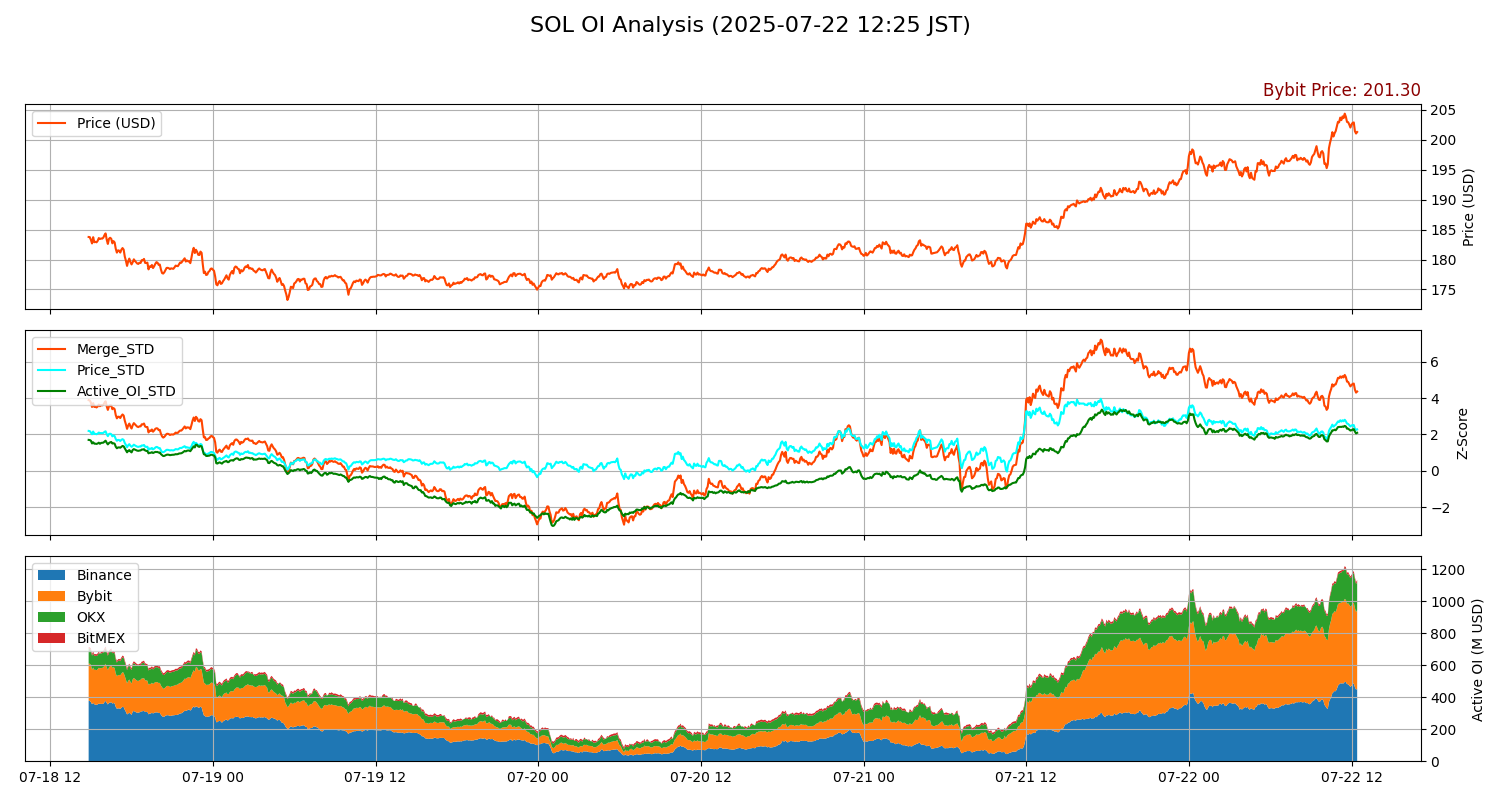 SOL OI Analysis (2025-07-22 12:25 JST)
Bybit Price: 201.30
Price (USD)
205
200
195
190
185
180
175
Price (USD)
Merge_STD
Price_STD
Active_OI_STD
6
4
2
0
−2
Z-Score
Binance
Bybit
OKX
BitMEX
1200
1000
800
600
400
200
0
Active OI (M USD)
07-18 12
07-19 00
07-19 12
07-20 00
07-20 12
07-21 00
07-21 12
07-22 00
07-22 12